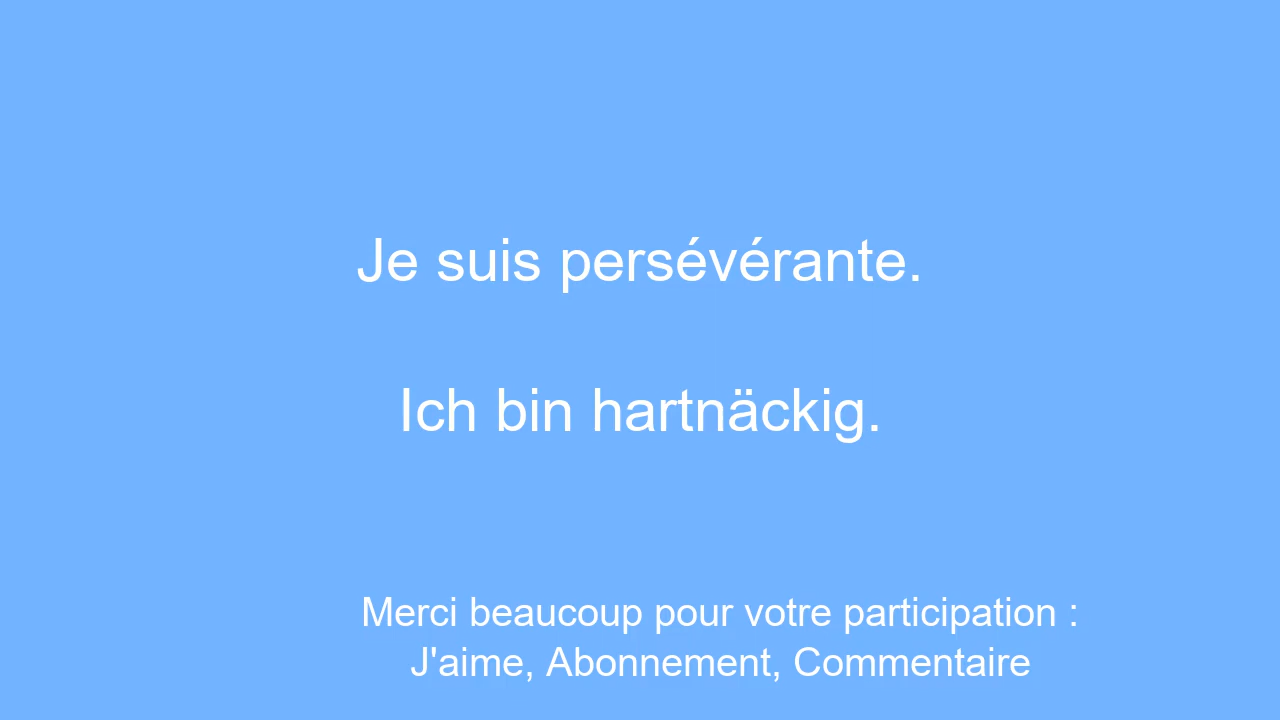 Je suis persévérante.
Ich bin hartnäckig.
Merci beaucoup pour votre participation :
J'aime, Abonnement, Commentaire